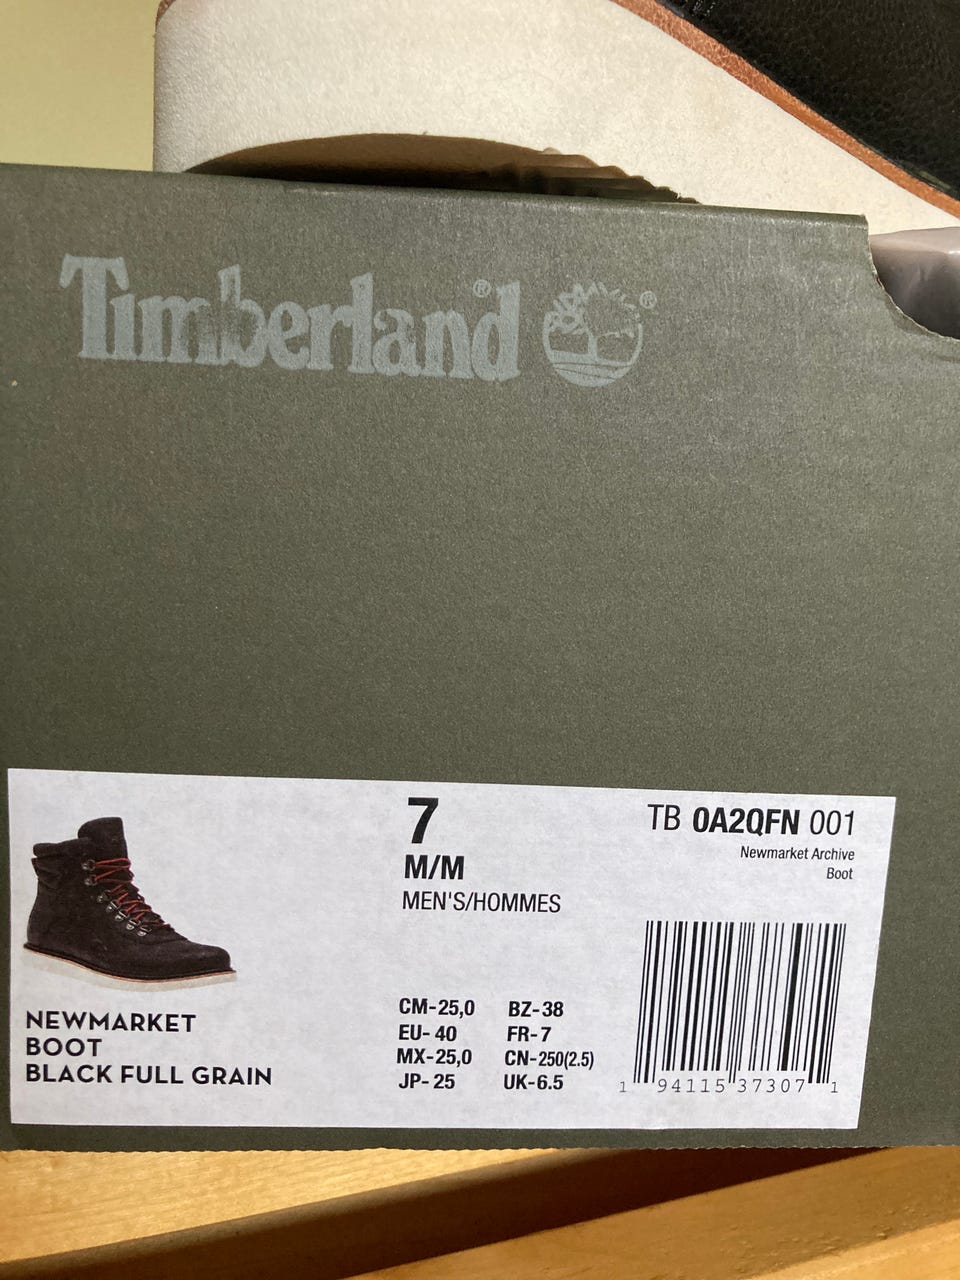 Timberland® ®
7
M/M
MEN'S/HOMMES
TB 0A2QFN 001
Newmarket Archive
Boot
NEWMARKET
BOOT
BLACK FULL GRAIN
CM-25,0 BZ-38
EU-40 FR-7
MX-25,0 CN-250(2.5)
JP-25 UK-6.5
1 94115 37307 1